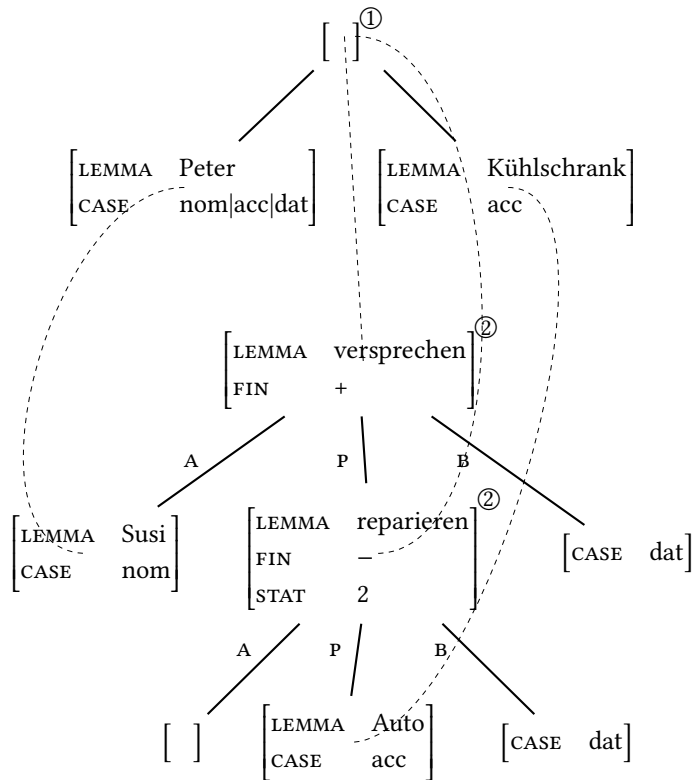 [ ]①
[LEMMA Peter
CASE nom|acc|dat]
[LEMMA Kühlschrank
CASE acc]
[LEMMA versprechen
FIN +]②
A P B
[LEMMA Susi
CASE nom]
[LEMMA reparieren
FIN –
STAT 2]②
[CASE dat]
A P B
[ ]
[LEMMA Auto
CASE acc]
[CASE dat]